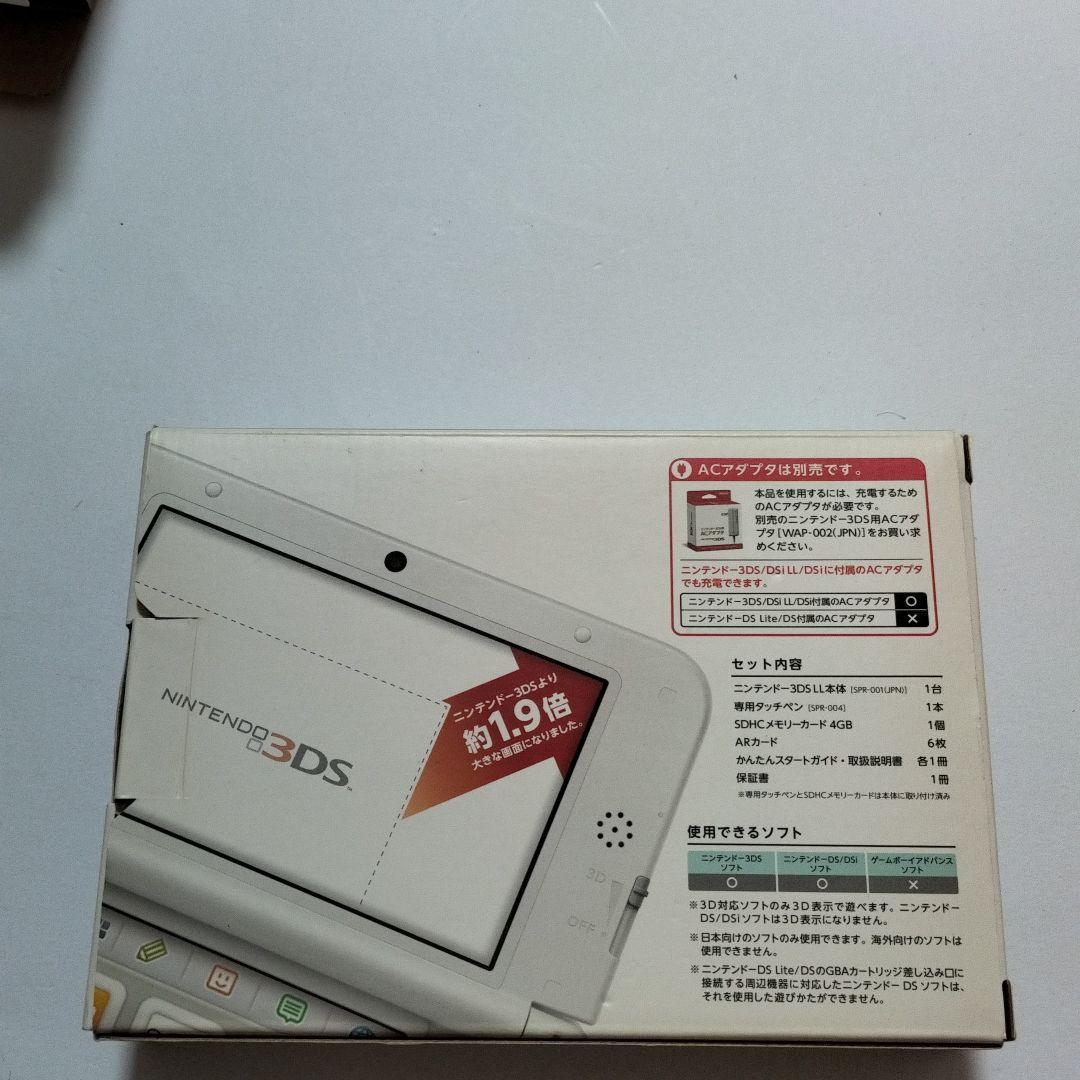 ACアダプタは別売です。
本品を使用するには、充電するため
のACアダプタが必要です。
別売のニンテンドー3DS用ACアダ
プタ[WAP-002(JPN)]をお買い求
めください。
ACアダプタ
ニンテンドー3DS/DSi LL/DSiに付属のACアダプタ
でも充電できます。
ニンテンドー3DS/DSi LL/DSi付属のACアダプタ ○
ニンテンドーDS Lite/DS付属のACアダプタ ×
ニンテンドー3DSより
約1.9倍
大きな画面になりました。
NINTENDO3DS™
3D
OFF
セット内容
ニンテンドー3DS LL本体 [SPR-001(JPN)] 1台
専用タッチペン [SPR-004] 1本
SDHCメモリーカード 4GB 1個
ARカード 6枚
かんたんスタートガイド・取扱説明書 各1冊
保証書 1冊
※専用タッチペンとSDHCメモリーカードは本体に取り付け済み
使用できるソフト
ニンテンドー3DS ニンテンドーDS/DSi ゲームボーイアドバンス
ソフト ソフト ソフト
○ ○ ×
※3D対応ソフトのみ3D表示で遊べます。ニンテンドー
DS/DSiソフトは3D表示になりません。
※日本向けのソフトのみ使用できます。海外向けのソフトは
使用できません。
※ニンテンドーDS Lite/DSのGBAカートリッジ差し込み口に
接続する周辺機器に対応したニンテンドーDSソフトは、
それを使用した遊びかたができません。